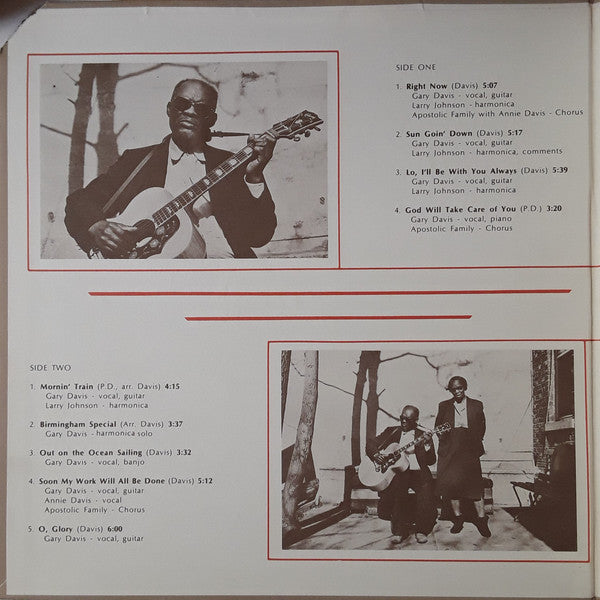 SIDE ONE
1. Right Now (Davis) 5:07
Gary Davis - vocal, guitar
Larry Johnson - harmonica
Apostolic Family with Annie Davis - Chorus
2. Sun Goin' Down (Davis) 5:17
Gary Davis - vocal, guitar
Larry Johnson - harmonica, comments
3. Lo, I'll Be With You Always (Davis) 5:39
Gary Davis - vocal, guitar
Larry Johnson - harmonica
4. God Will Take Care of You (P.D.) 3:20
Gary Davis - vocal, piano
Apostolic Family - Chorus
SIDE TWO
1. Mornin' Train (P.D., arr. Davis) 4:15
Gary Davis - vocal, guitar
Larry Johnson - harmonica
2. Birmingham Special (Arr. Davis) 3:37
Gary Davis - harmonica solo
3. Out on the Ocean Sailing (Davis) 3:32
Gary Davis - vocal, banjo
4. Soon My Work Will All Be Done (Davis) 5:12
Gary Davis - vocal, guitar
Annie Davis - vocal
Apostolic Family - Chorus
5. O, Glory (Davis) 6:00
Gary Davis - vocal, guitar